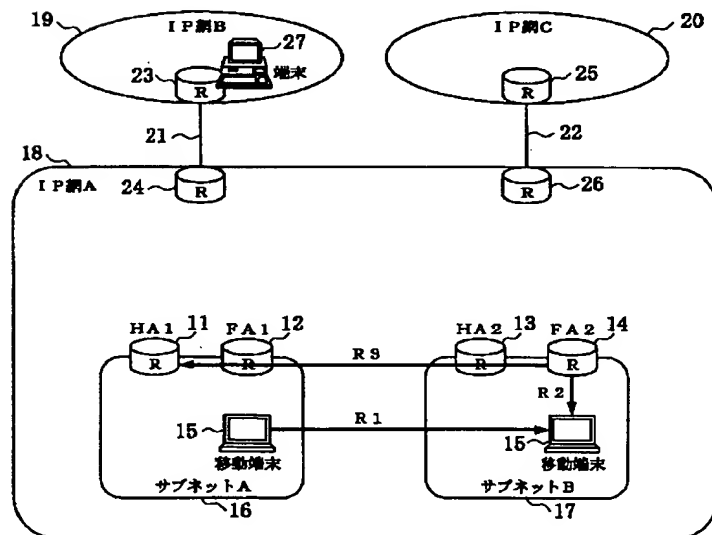 19
ＩＰ網Ｂ
27
23
R
端末
ＩＰ網Ｃ
20
25
R
21
22
18
ＩＰ網Ａ
24
R
26
R
ＨＡ１
11
R
ＦＡ１
12
R
ＨＡ２
13
R
ＦＡ２
14
R
Ｒ３
Ｒ２
15
移動端末
Ｒ１
15
移動端末
サブネットＡ
16
サブネットＢ
17